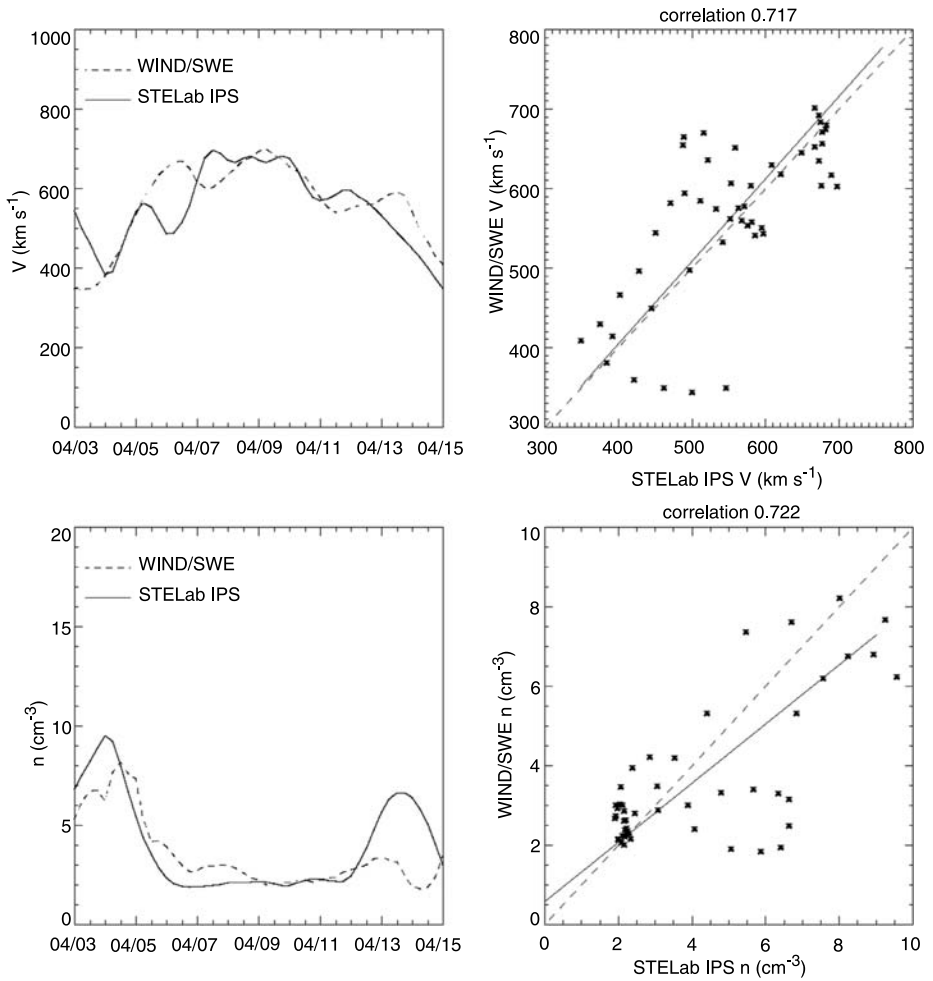 1000
800
600
400
200
0
V (km s⁻¹)
WIND/SWE
STELab IPS
04/03 04/05 04/07 04/09 04/11 04/13 04/15
correlation 0.717
800
700
600
500
400
300
WIND/SWE V (km s⁻¹)
300 400 500 600 700 800
STELab IPS V (km s⁻¹)
20
15
10
5
0
n (cm⁻³)
WIND/SWE
STELab IPS
04/03 04/05 04/07 04/09 04/11 04/13 04/15
correlation 0.722
10
8
6
4
2
0
WIND/SWE n (cm⁻³)
0 2 4 6 8 10
STELab IPS n (cm⁻³)